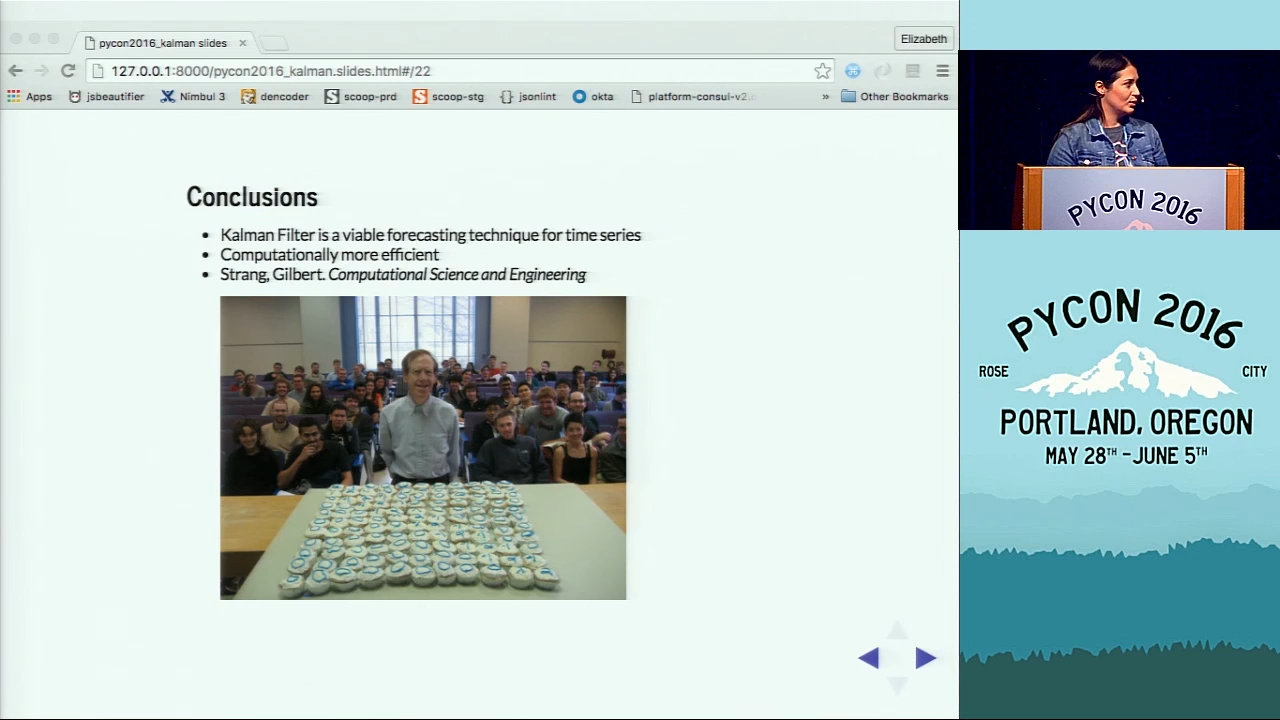 pycon2016_kalman slides
Elizabeth
127.0.0.1:8000/pycon2016_kalman.slides.html#/22
Apps jsbeautifier Nimbul 3 dencoder scoop-prd scoop-stg jsonlint okta platform-consul-v2. » Other Bookmarks
Conclusions
Kalman Filter is a viable forecasting technique for time series
Computationally more efficient
Strang, Gilbert. Computational Science and Engineering
PYCON 2016
PYCON 2016
ROSE CITY
PORTLAND, OREGON
MAY 28TH - JUNE 5TH